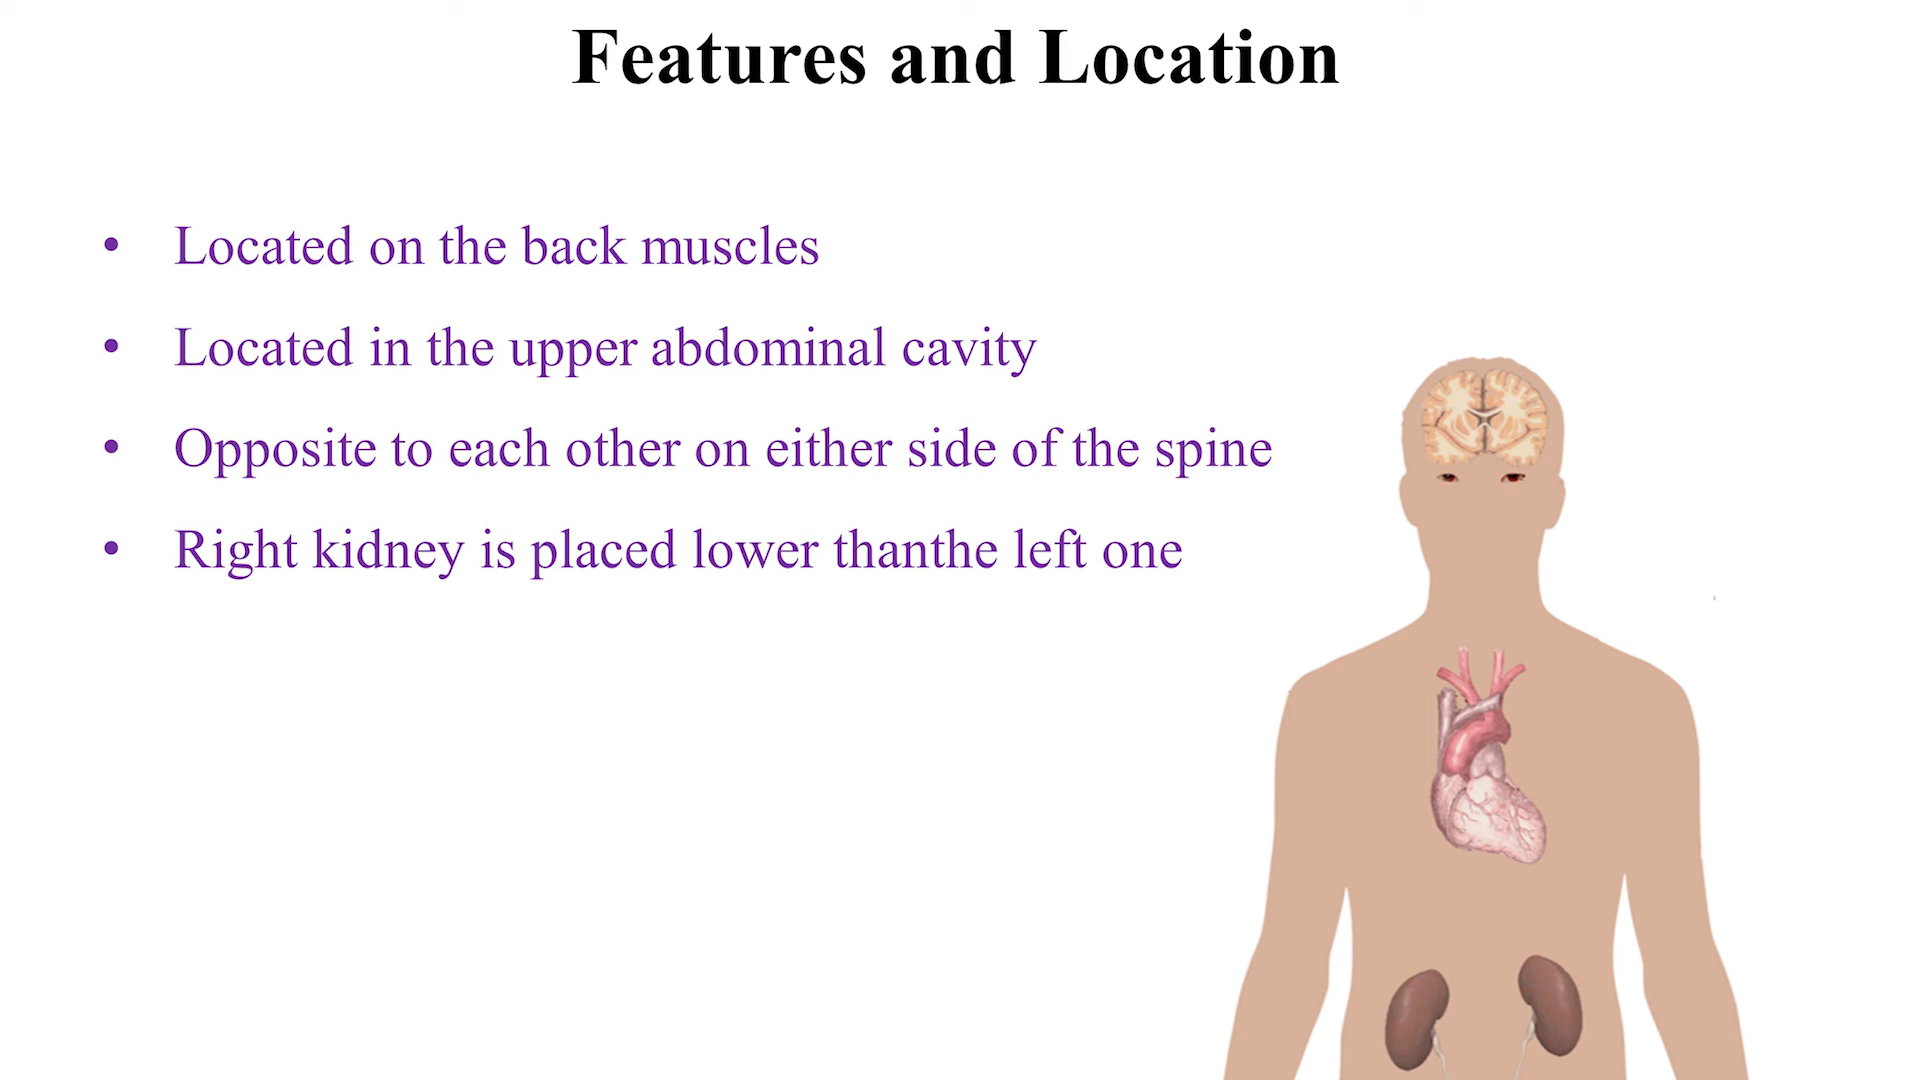 Features and Location
• Located on the back muscles
• Located in the upper abdominal cavity
• Opposite to each other on either side of the spine
• Right kidney is placed lower thanthe left one